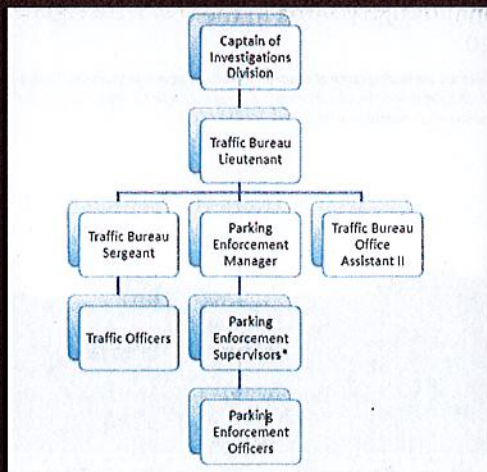 Captain of
Investigations
Division
Traffic Bureau
Lieutenant
Traffic Bureau
Sergeant
Parking
Enforcement
Manager
Traffic Bureau
Office
Assistant II
Traffic Officers
Parking
Enforcement
Supervisors*
Parking
Enforcement
Officers